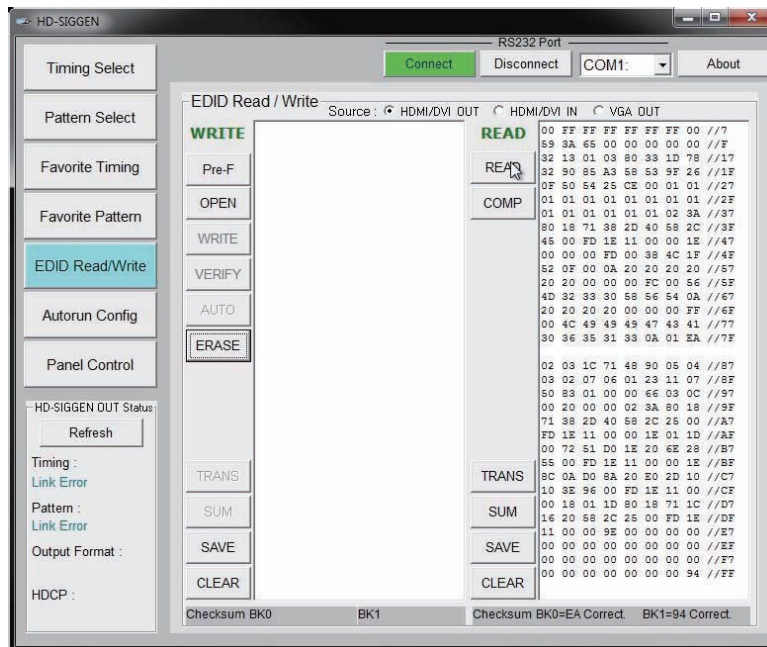 HD-SIGGEN
Timing Select
Pattern Select
Favorite Timing
Favorite Pattern
EDID Read/Write
Autorun Config
Panel Control
HD-SIGGEN OUT Status
Refresh
Timing :
Link Error
Pattern :
Link Error
Output Format :
HDCP :
RS232 Port
Connect
Disconnect
COM1:
About
EDID Read / Write
Source : HDMI/DVI OUT HDMI/DVI IN VGA OUT
WRITE
Pre-F
OPEN
WRITE
VERIFY
AUTO
ERASE
TRANS
SUM
SAVE
CLEAR
Checksum BK0 BK1
READ
READ
COMP
TRANS
SUM
SAVE
CLEAR
00 FF FF FF FF FF FF 00 //7
59 3A 65 00 00 00 00 00 //F
32 13 01 03 80 33 1D 78 //17
32 90 85 A3 58 53 9F 26 //1F
0F 50 54 25 CE 00 01 01 //27
01 01 01 01 01 01 01 01 //2F
01 01 01 01 01 01 02 3A //37
80 18 71 38 2D 40 58 2C //3F
45 00 FD 1E 11 00 00 1E //47
00 00 00 FD 00 38 4C 1F //4F
52 0F 00 0A 20 20 20 20 //57
20 20 00 00 00 FC 00 56 //5F
4D 32 33 30 58 56 54 0A //67
20 20 20 20 00 00 00 FF //6F
00 4C 49 49 49 47 43 41 //77
30 36 35 31 33 0A 01 EA //7F
02 03 1C 71 48 90 05 04 //87
03 02 07 06 01 23 11 07 //8F
50 83 01 00 00 66 03 0C //97
00 20 00 00 02 3A 80 18 //9F
71 38 2D 40 58 2C 25 00 //A7
FD 1E 11 00 00 1E 01 1D //AF
00 72 51 D0 1E 20 6E 28 //B7
55 00 FD 1E 11 00 00 1E //BF
8C 0A D0 8A 20 E0 2D 10 //C7
10 3E 96 00 FD 1E 11 00 //CF
00 18 01 1D 80 18 71 1C //D7
16 20 58 2C 25 00 FD 1E //DF
11 00 00 9E 00 00 00 00 //E7
00 00 00 00 00 00 00 00 //EF
00 00 00 00 00 00 00 00 //F7
00 00 00 00 00 00 00 94 //FF
Checksum BK0=EA Correct. BK1=94 Correct.